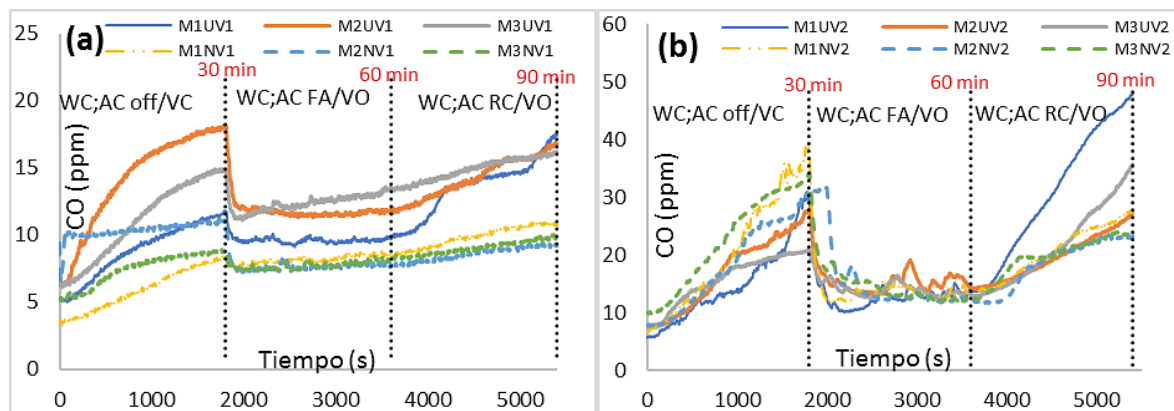 (a)
M1UV1 M2UV1 M3UV1
M1NV1 M2NV1 M3NV1
30 min 60 min 90 min
WC;AC off/VC WC;AC FA/VO WC;AC RC/VO
CO (ppm)
25
20
15
10
5
0
Tiempo (s)
0 1000 2000 3000 4000 5000
(b)
M1UV2 M2UV2 M3UV2
M1NV2 M2NV2 M3NV2
30 min 60 min 90 min
WC;AC off/VC WC;AC FA/VO WC;AC RC/VO
CO (ppm)
60
50
40
30
20
10
0
Tiempo (s)
0 1000 2000 3000 4000 5000